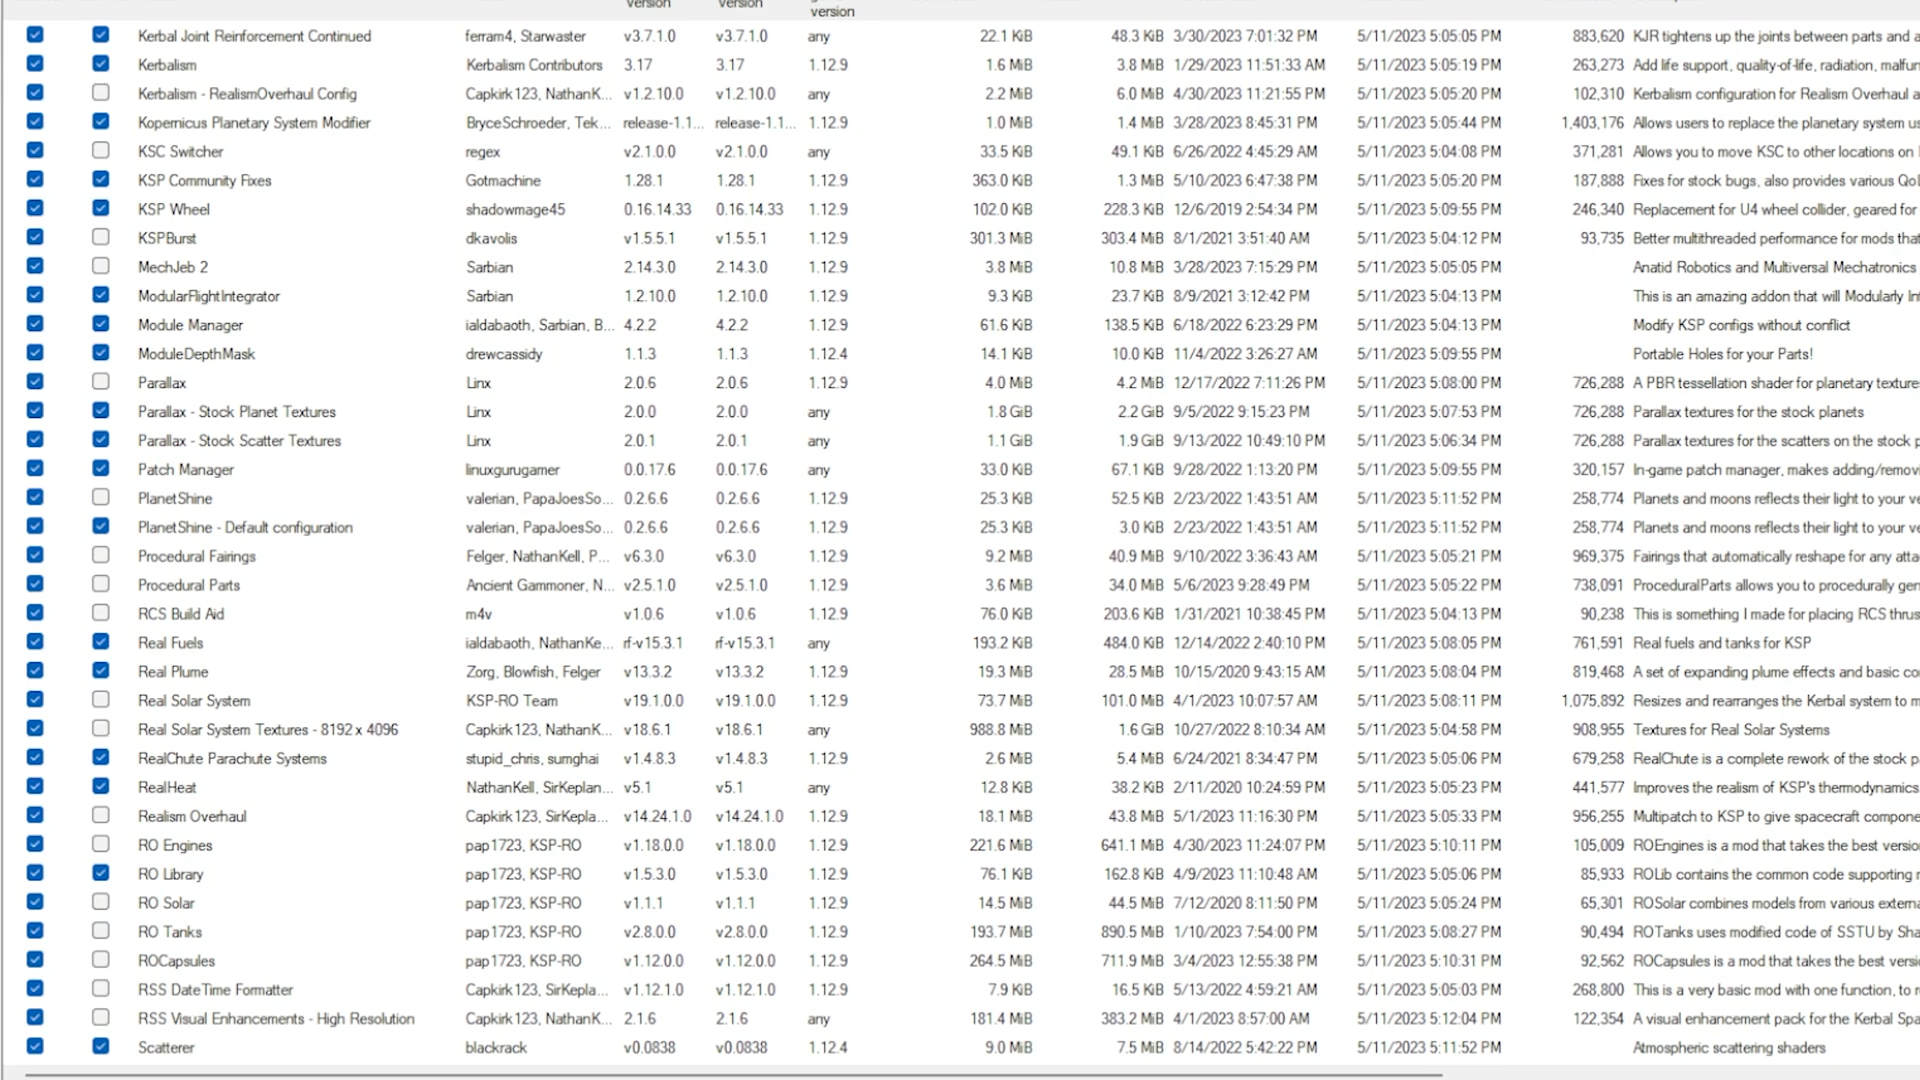 version version version
Kerbal Joint Reinforcement Continued ferram4, Starwaster v3.7.1.0 v3.7.1.0 any 22.1 KiB 48.3 KiB 3/30/2023 7:01:32 PM 5/11/2023 5:05:05 PM 883,620 KJR tightens up the joints between parts and a
Kerbalism Kerbalism Contributors 3.17 3.17 1.12.9 1.6 MiB 3.8 MiB 1/29/2023 11:51:33 AM 5/11/2023 5:05:19 PM 263,273 Add life support, quality-of-life, radiation, malfun
Kerbalism - RealismOverhaul Config Capkirk123, NathanK... v1.2.10.0 v1.2.10.0 any 2.2 MiB 6.0 MiB 4/30/2023 11:21:55 PM 5/11/2023 5:05:20 PM 102,310 Kerbalism configuration for Realism Overhaul a
Kopernicus Planetary System Modifier BryceSchroeder, Tek... release-1.1... release-1.1... 1.12.9 1.0 MiB 1.4 MiB 3/28/2023 8:45:31 PM 5/11/2023 5:05:44 PM 1,403,176 Allows users to replace the planetary system us
KSC Switcher regex v2.1.0.0 v2.1.0.0 any 33.5 KiB 49.1 KiB 6/26/2022 4:45:29 AM 5/11/2023 5:04:08 PM 371,281 Allows you to move KSC to other locations on
KSP Community Fixes Gotmachine 1.28.1 1.28.1 1.12.9 363.0 KiB 1.3 MiB 5/10/2023 6:47:38 PM 5/11/2023 5:05:20 PM 187,888 Fixes for stock bugs, also provides various QoL
KSP Wheel shadowmage45 0.16.14.33 0.16.14.33 1.12.9 102.0 KiB 228.3 KiB 12/6/2019 2:54:34 PM 5/11/2023 5:09:55 PM 246,340 Replacement for U4 wheel collider, geared for
KSPBurst dkavolis v1.5.5.1 v1.5.5.1 1.12.9 301.3 MiB 303.4 MiB 8/1/2021 3:51:40 AM 5/11/2023 5:04:12 PM 93,735 Better multithreaded performance for mods that
MechJeb 2 Sarbian 2.14.3.0 2.14.3.0 1.12.9 3.8 MiB 10.8 MiB 3/28/2023 7:15:29 PM 5/11/2023 5:05:05 PM Anatid Robotics and Multiversal Mechatronics
ModularFlightIntegrator Sarbian 1.2.10.0 1.2.10.0 1.12.9 9.3 KiB 23.7 KiB 8/9/2021 3:12:42 PM 5/11/2023 5:04:13 PM This is an amazing addon that will Modularly Int
Module Manager ialdabaoth, Sarbian, B... 4.2.2 4.2.2 1.12.9 61.6 KiB 138.5 KiB 6/18/2022 6:23:29 PM 5/11/2023 5:04:13 PM Modify KSP configs without conflict
ModuleDepthMask drewcassidy 1.1.3 1.1.3 1.12.4 14.1 KiB 10.0 KiB 11/4/2022 3:26:27 AM 5/11/2023 5:09:55 PM Portable Holes for your Parts!
Parallax Linx 2.0.6 2.0.6 1.12.9 4.0 MiB 4.2 MiB 12/17/2022 7:11:26 PM 5/11/2023 5:08:00 PM 726,288 A PBR tessellation shader for planetary textures
Parallax - Stock Planet Textures Linx 2.0.0 2.0.0 any 1.8 GiB 2.2 GiB 9/5/2022 9:15:23 PM 5/11/2023 5:07:53 PM 726,288 Parallax textures for the stock planets
Parallax - Stock Scatter Textures Linx 2.0.1 2.0.1 any 1.1 GiB 1.9 GiB 9/13/2022 10:49:10 PM 5/11/2023 5:06:34 PM 726,288 Parallax textures for the scatters on the stock p
Patch Manager linuxgurugamer 0.0.17.6 0.0.17.6 any 33.0 KiB 67.1 KiB 9/28/2022 1:13:20 PM 5/11/2023 5:09:55 PM 320,157 In-game patch manager, makes adding/removi
PlanetShine valerian, PapaJoesSo... 0.2.6.6 0.2.6.6 1.12.9 25.3 KiB 52.5 KiB 2/23/2022 1:43:51 AM 5/11/2023 5:11:52 PM 258,774 Planets and moons reflects their light to your ve
PlanetShine - Default configuration valerian, PapaJoesSo... 0.2.6.6 0.2.6.6 1.12.9 25.3 KiB 3.0 KiB 2/23/2022 1:43:51 AM 5/11/2023 5:11:52 PM 258,774 Planets and moons reflects their light to your ve
Procedural Fairings Felger, NathanKell, P... v6.3.0 v6.3.0 1.12.9 9.2 MiB 40.9 MiB 9/10/2022 3:36:43 AM 5/11/2023 5:05:21 PM 969,375 Fairings that automatically reshape for any atta
Procedural Parts Ancient Gammoner, N... v2.5.1.0 v2.5.1.0 1.12.9 3.6 MiB 34.0 MiB 5/6/2023 9:28:49 PM 5/11/2023 5:05:22 PM 738,091 ProceduralParts allows you to procedurally gen
RCS Build Aid m4v v1.0.6 v1.0.6 1.12.9 76.0 KiB 203.6 KiB 1/31/2021 10:38:45 PM 5/11/2023 5:04:13 PM 90,238 This is something I made for placing RCS thrus
Real Fuels ialdabaoth, NathanKe... rf-v15.3.1 rf-v15.3.1 any 193.2 KiB 484.0 KiB 12/14/2022 2:40:10 PM 5/11/2023 5:08:05 PM 761,591 Real fuels and tanks for KSP
Real Plume Zorg, Blowfish, Felger v13.3.2 v13.3.2 1.12.9 19.3 MiB 28.5 MiB 10/15/2020 9:43:15 AM 5/11/2023 5:08:04 PM 819,468 A set of expanding plume effects and basic co
Real Solar System KSP-RO Team v19.1.0.0 v19.1.0.0 1.12.9 73.7 MiB 101.0 MiB 4/1/2023 10:07:57 AM 5/11/2023 5:08:11 PM 1,075,892 Resizes and rearranges the Kerbal system to m
Real Solar System Textures - 8192 x 4096 Capkirk123, NathanK... v18.6.1 v18.6.1 any 988.8 MiB 1.6 GiB 10/27/2022 8:10:34 AM 5/11/2023 5:04:58 PM 908,955 Textures for Real Solar Systems
RealChute Parachute Systems stupid_chris, sumghai v1.4.8.3 v1.4.8.3 1.12.9 2.6 MiB 5.4 MiB 6/24/2021 8:34:47 PM 5/11/2023 5:05:06 PM 679,258 RealChute is a complete rework of the stock p
RealHeat NathanKell, SirKeplan... v5.1 v5.1 any 12.8 KiB 38.2 KiB 2/11/2020 10:24:59 PM 5/11/2023 5:05:23 PM 441,577 Improves the realism of KSP's thermodynamics
Realism Overhaul Capkirk123, SirKepla... v14.24.1.0 v14.24.1.0 1.12.9 18.1 MiB 43.8 MiB 5/1/2023 11:16:30 PM 5/11/2023 5:05:33 PM 956,255 Multipatch to KSP to give spacecraft compone
RO Engines pap1723, KSP-RO v1.18.0.0 v1.18.0.0 1.12.9 221.6 MiB 641.1 MiB 4/30/2023 11:24:07 PM 5/11/2023 5:10:11 PM 105,009 ROEngines is a mod that takes the best versio
RO Library pap1723, KSP-RO v1.5.3.0 v1.5.3.0 1.12.9 76.1 KiB 162.8 KiB 4/9/2023 11:10:48 AM 5/11/2023 5:05:06 PM 85,933 ROLib contains the common code supporting r
RO Solar pap1723, KSP-RO v1.1.1 v1.1.1 1.12.9 14.5 MiB 44.5 MiB 7/12/2020 8:11:50 PM 5/11/2023 5:05:24 PM 65,301 ROSolar combines models from various externa
RO Tanks pap1723, KSP-RO v2.8.0.0 v2.8.0.0 1.12.9 193.7 MiB 890.5 MiB 1/10/2023 7:54:00 PM 5/11/2023 5:08:27 PM 90,494 ROTanks uses modified code of SSTU by Sha
ROCapsules pap1723, KSP-RO v1.12.0.0 v1.12.0.0 1.12.9 264.5 MiB 711.9 MiB 3/4/2023 12:55:38 PM 5/11/2023 5:10:31 PM 92,562 ROCapsules is a mod that takes the best versi
RSS DateTime Formatter Capkirk123, SirKepla... v1.12.1.0 v1.12.1.0 1.12.9 7.9 KiB 16.5 KiB 5/13/2022 4:59:21 AM 5/11/2023 5:05:03 PM 268,800 This is a very basic mod with one function, to r
RSS Visual Enhancements - High Resolution Capkirk123, NathanK... 2.1.6 2.1.6 any 181.4 MiB 383.2 MiB 4/1/2023 8:57:00 AM 5/11/2023 5:12:04 PM 122,354 A visual enhancement pack for the Kerbal Spa
Scatterer blackrack v0.0838 v0.0838 1.12.4 9.0 MiB 7.5 MiB 8/14/2022 5:42:22 PM 5/11/2023 5:11:52 PM Atmospheric scattering shaders